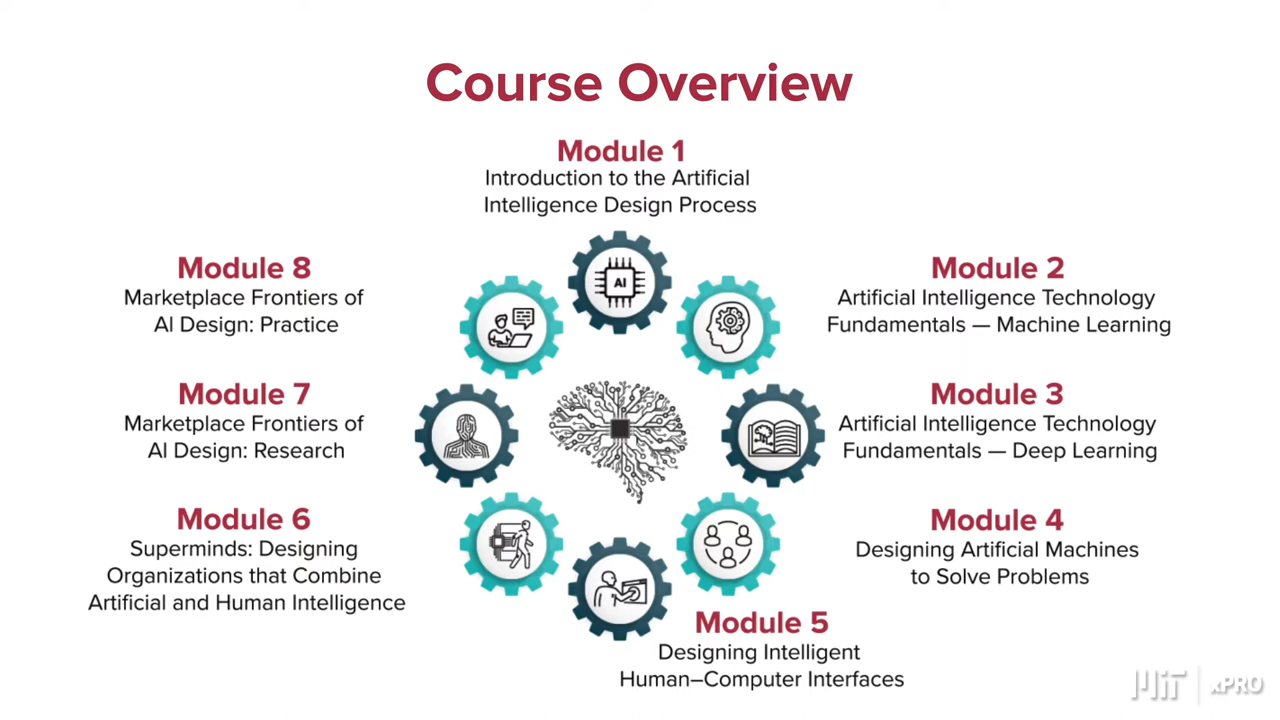 Course Overview
Module 1
Introduction to the Artificial
Intelligence Design Process
AI
Module 2
Artificial Intelligence Technology
Fundamentals — Machine Learning
Module 3
Artificial Intelligence Technology
Fundamentals — Deep Learning
Module 4
Designing Artificial Machines
to Solve Problems
Module 5
Designing Intelligent
Human–Computer Interfaces
Module 6
Superminds: Designing
Organizations that Combine
Artificial and Human Intelligence
Module 7
Marketplace Frontiers of
AI Design: Research
Module 8
Marketplace Frontiers of
AI Design: Practice
MIT xPRO